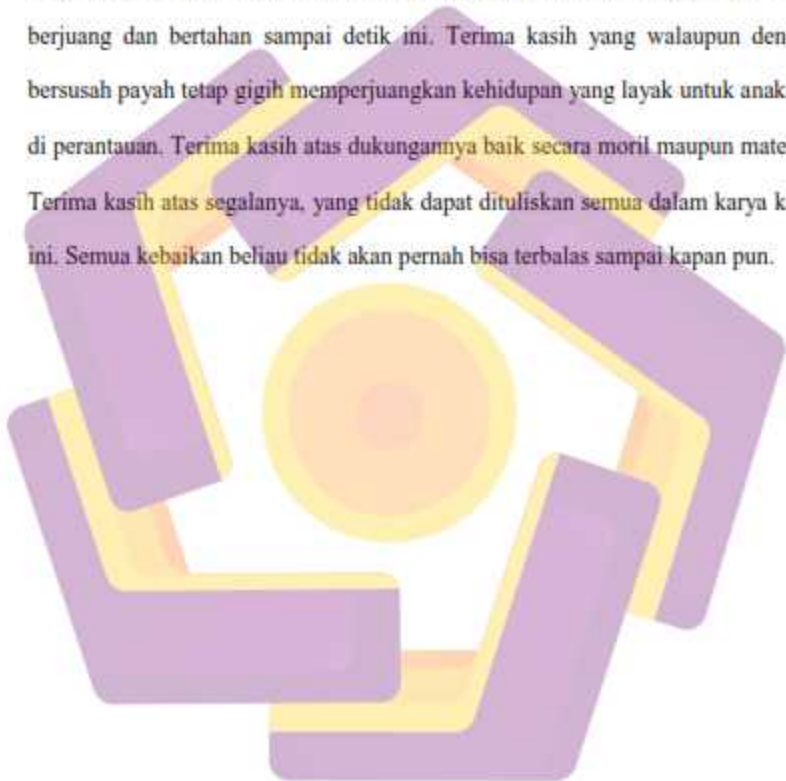 berjuang dan bertahan sampai detik ini. Terima kasih yang walaupun den
bersusah payah tetap gigih memperjuangkan kehidupan yang layak untuk anak
di perantauan. Terima kasih atas dukungannya baik secara moril maupun mate
Terima kasih atas segalanya, yang tidak dapat dituliskan semua dalam karya k
ini. Semua kebaikan beliau tidak akan pernah bisa terbalas sampai kapan pun.